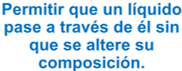 Permitir que un líquido
pase a través de él sin
que se altere su
composición.